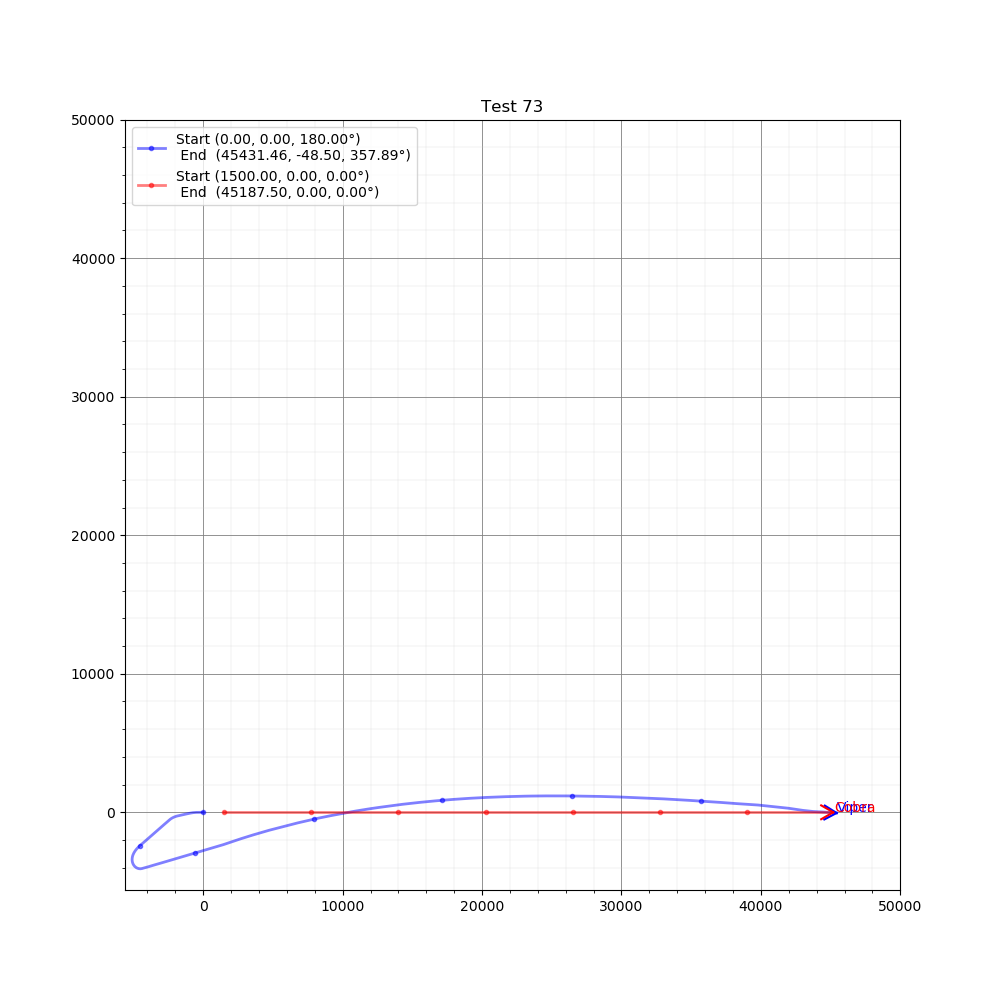 Test 73
50000
40000
30000
20000
10000
0
Start (0.00, 0.00, 180.00°)
End  (45431.46, -48.50, 357.89°)
Start (1500.00, 0.00, 0.00°)
End  (45187.50, 0.00, 0.00°)
Viper
0
10000
20000
30000
40000
50000